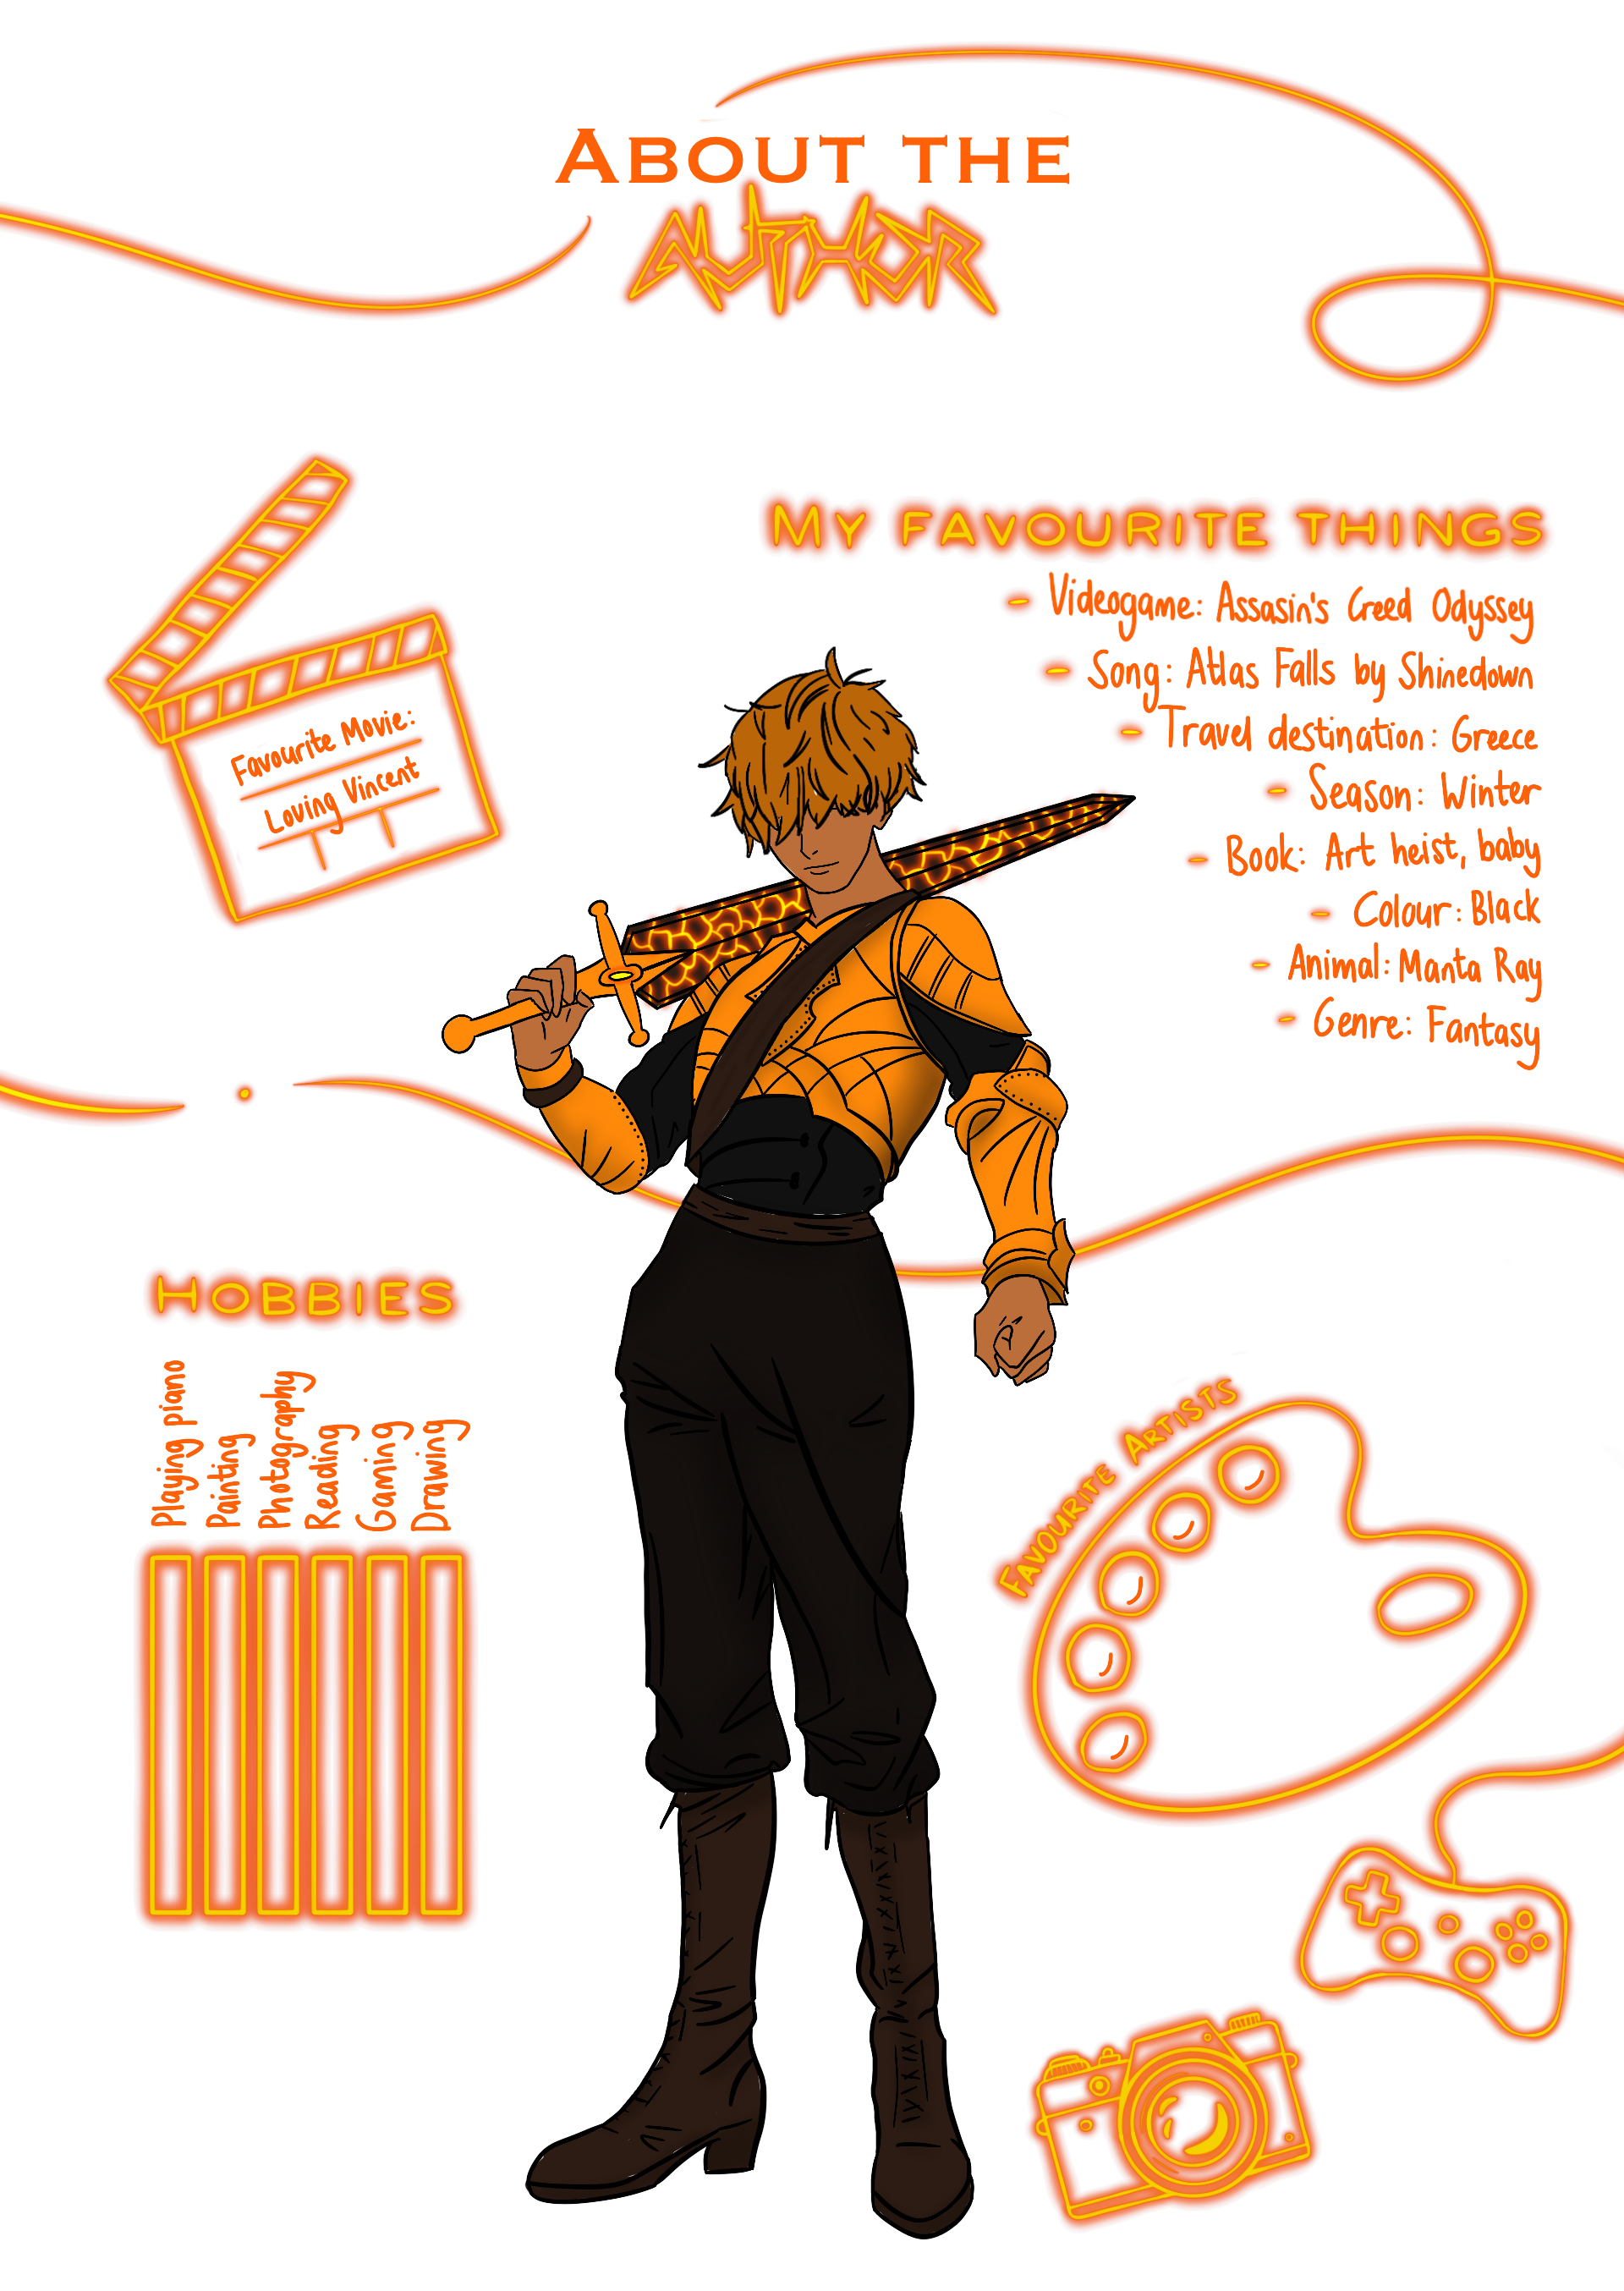 ABOUT THE
AUTHOR
MY FAVOURITE THINGS
- Videogame: Assasin's Creed Odyssey
- Song: Atlas Falls by Shinedown
- Travel destination: Greece
- Season: Winter
- Book: Art heist, baby
- Colour: Black
- Animal: Manta Ray
- Genre: Fantasy
Favourite Movie:
Loving Vincent
HOBBIES
Playing piano
Painting
Photography
Reading
Gaming
Drawing
FAVOURITE ARTISTS